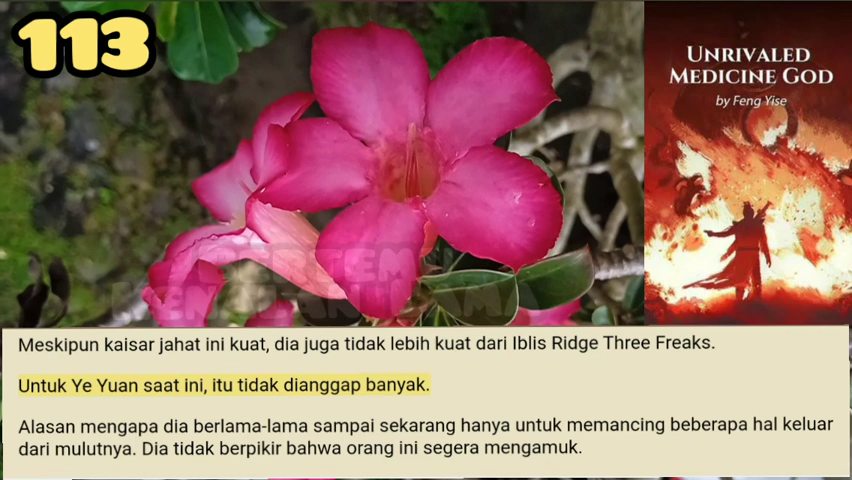 113
UNRIVALED
MEDICINE GOD
by Feng Yise
Meskipun kaisar jahat ini kuat, dia juga tidak lebih kuat dari Iblis Ridge Three Freaks.
Untuk Ye Yuan saat ini, itu tidak dianggap banyak.
Alasan mengapa dia berlama-lama sampai sekarang hanya untuk memancing beberapa hal keluar
dari mulutnya. Dia tidak berpikir bahwa orang ini segera mengamuk.